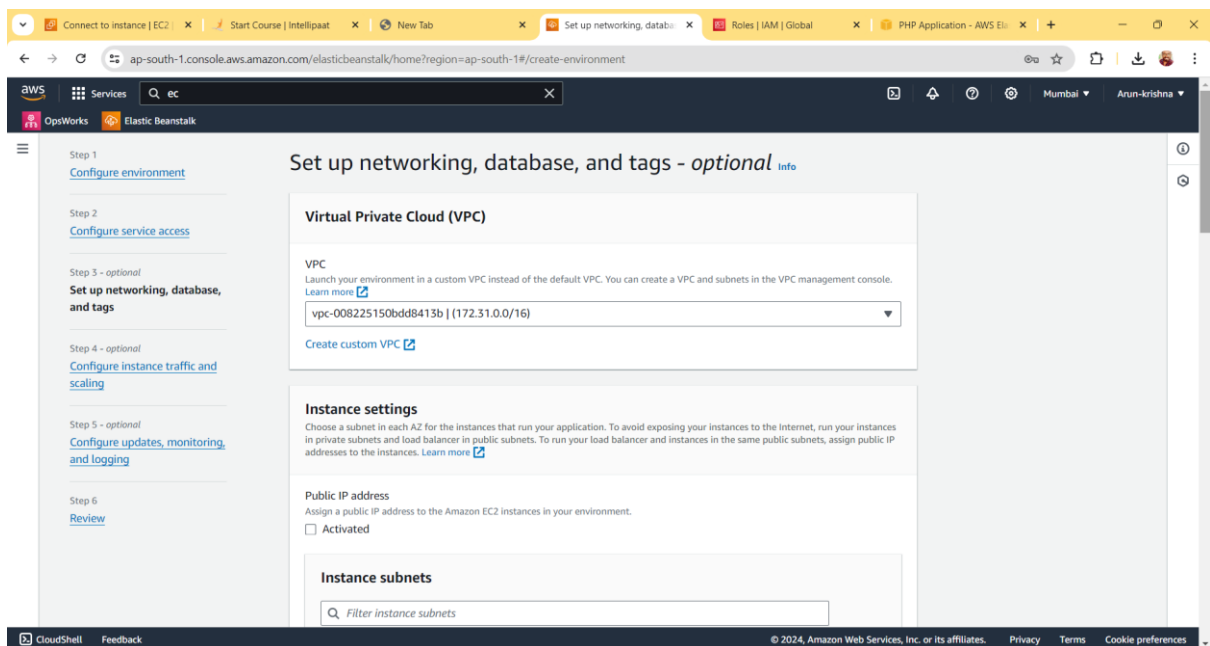 Connect to instance | EC2 |
Start Course | Intellipaat
New Tab
Set up networking, databa
Roles | IAM | Global
PHP Application - AWS Ela
ap-south-1.console.aws.amazon.com/elasticbeanstalk/home?region=ap-south-1#/create-environment
aws
Services
ec
Mumbai
Arun-krishna
OpsWorks
Elastic Beanstalk
Step 1
Configure environment
Step 2
Configure service access
Step 3 - optional
Set up networking, database,
and tags
Step 4 - optional
Configure instance traffic and
scaling
Step 5 - optional
Configure updates, monitoring,
and logging
Step 6
Review
Set up networking, database, and tags - optional Info
Virtual Private Cloud (VPC)
VPC
Launch your environment in a custom VPC instead of the default VPC. You can create a VPC and subnets in the VPC management console.
Learn more
vpc-008225150bdd8413b | (172.31.0.0/16)
Create custom VPC
Instance settings
Choose a subnet in each AZ for the instances that run your application. To avoid exposing your instances to the Internet, run your instances
in private subnets and load balancer in public subnets. To run your load balancer and instances in the same public subnets, assign public IP
addresses to the instances. Learn more
Public IP address
Assign a public IP address to the Amazon EC2 instances in your environment.
Activated
Instance subnets
Filter instance subnets
CloudShell Feedback
© 2024, Amazon Web Services, Inc. or its affiliates. Privacy Terms Cookie preferences